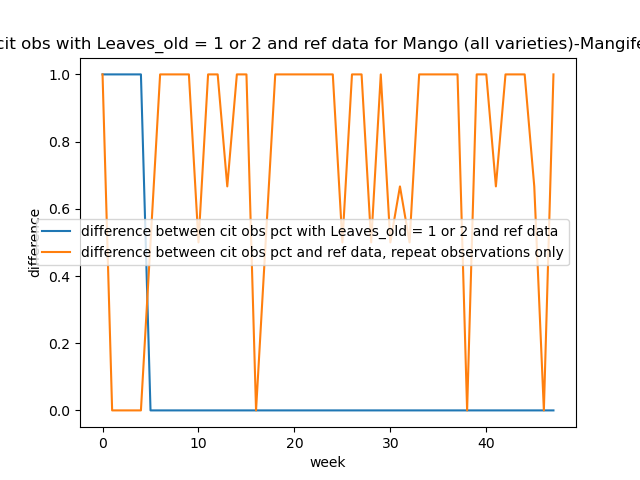 cit obs with Leaves_old = 1 or 2 and ref data for Mango (all varieties)-Mangife
1.0
0.8
0.6
difference between cit obs pct with Leaves_old = 1 or 2 and ref data
difference between cit obs pct and ref data, repeat observations only
difference
0.4
0.2
0.0
0 10 20 30 40
week